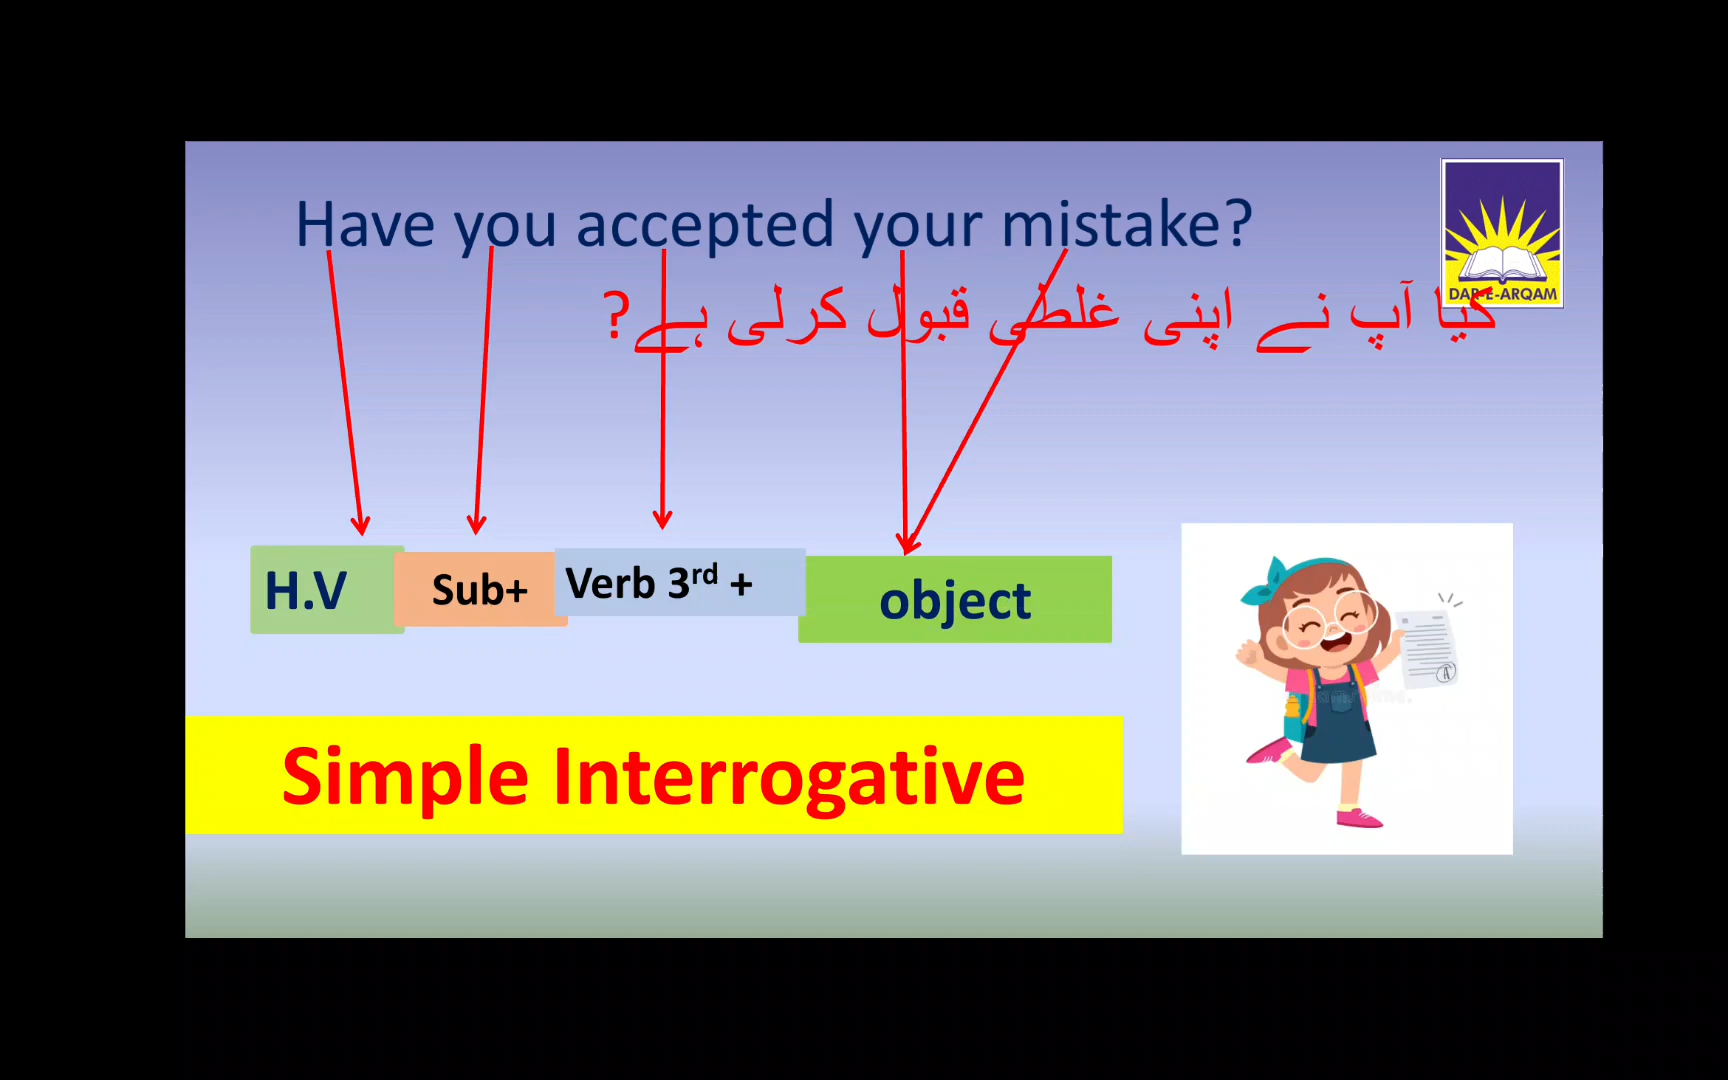 Have you accepted your mistake?
DAR-E-ARQAM
کیا آپ نے اپنی غلطی قبول کرلی ہے?
H.V
Sub+
Verb 3rd +
object
Simple Interrogative